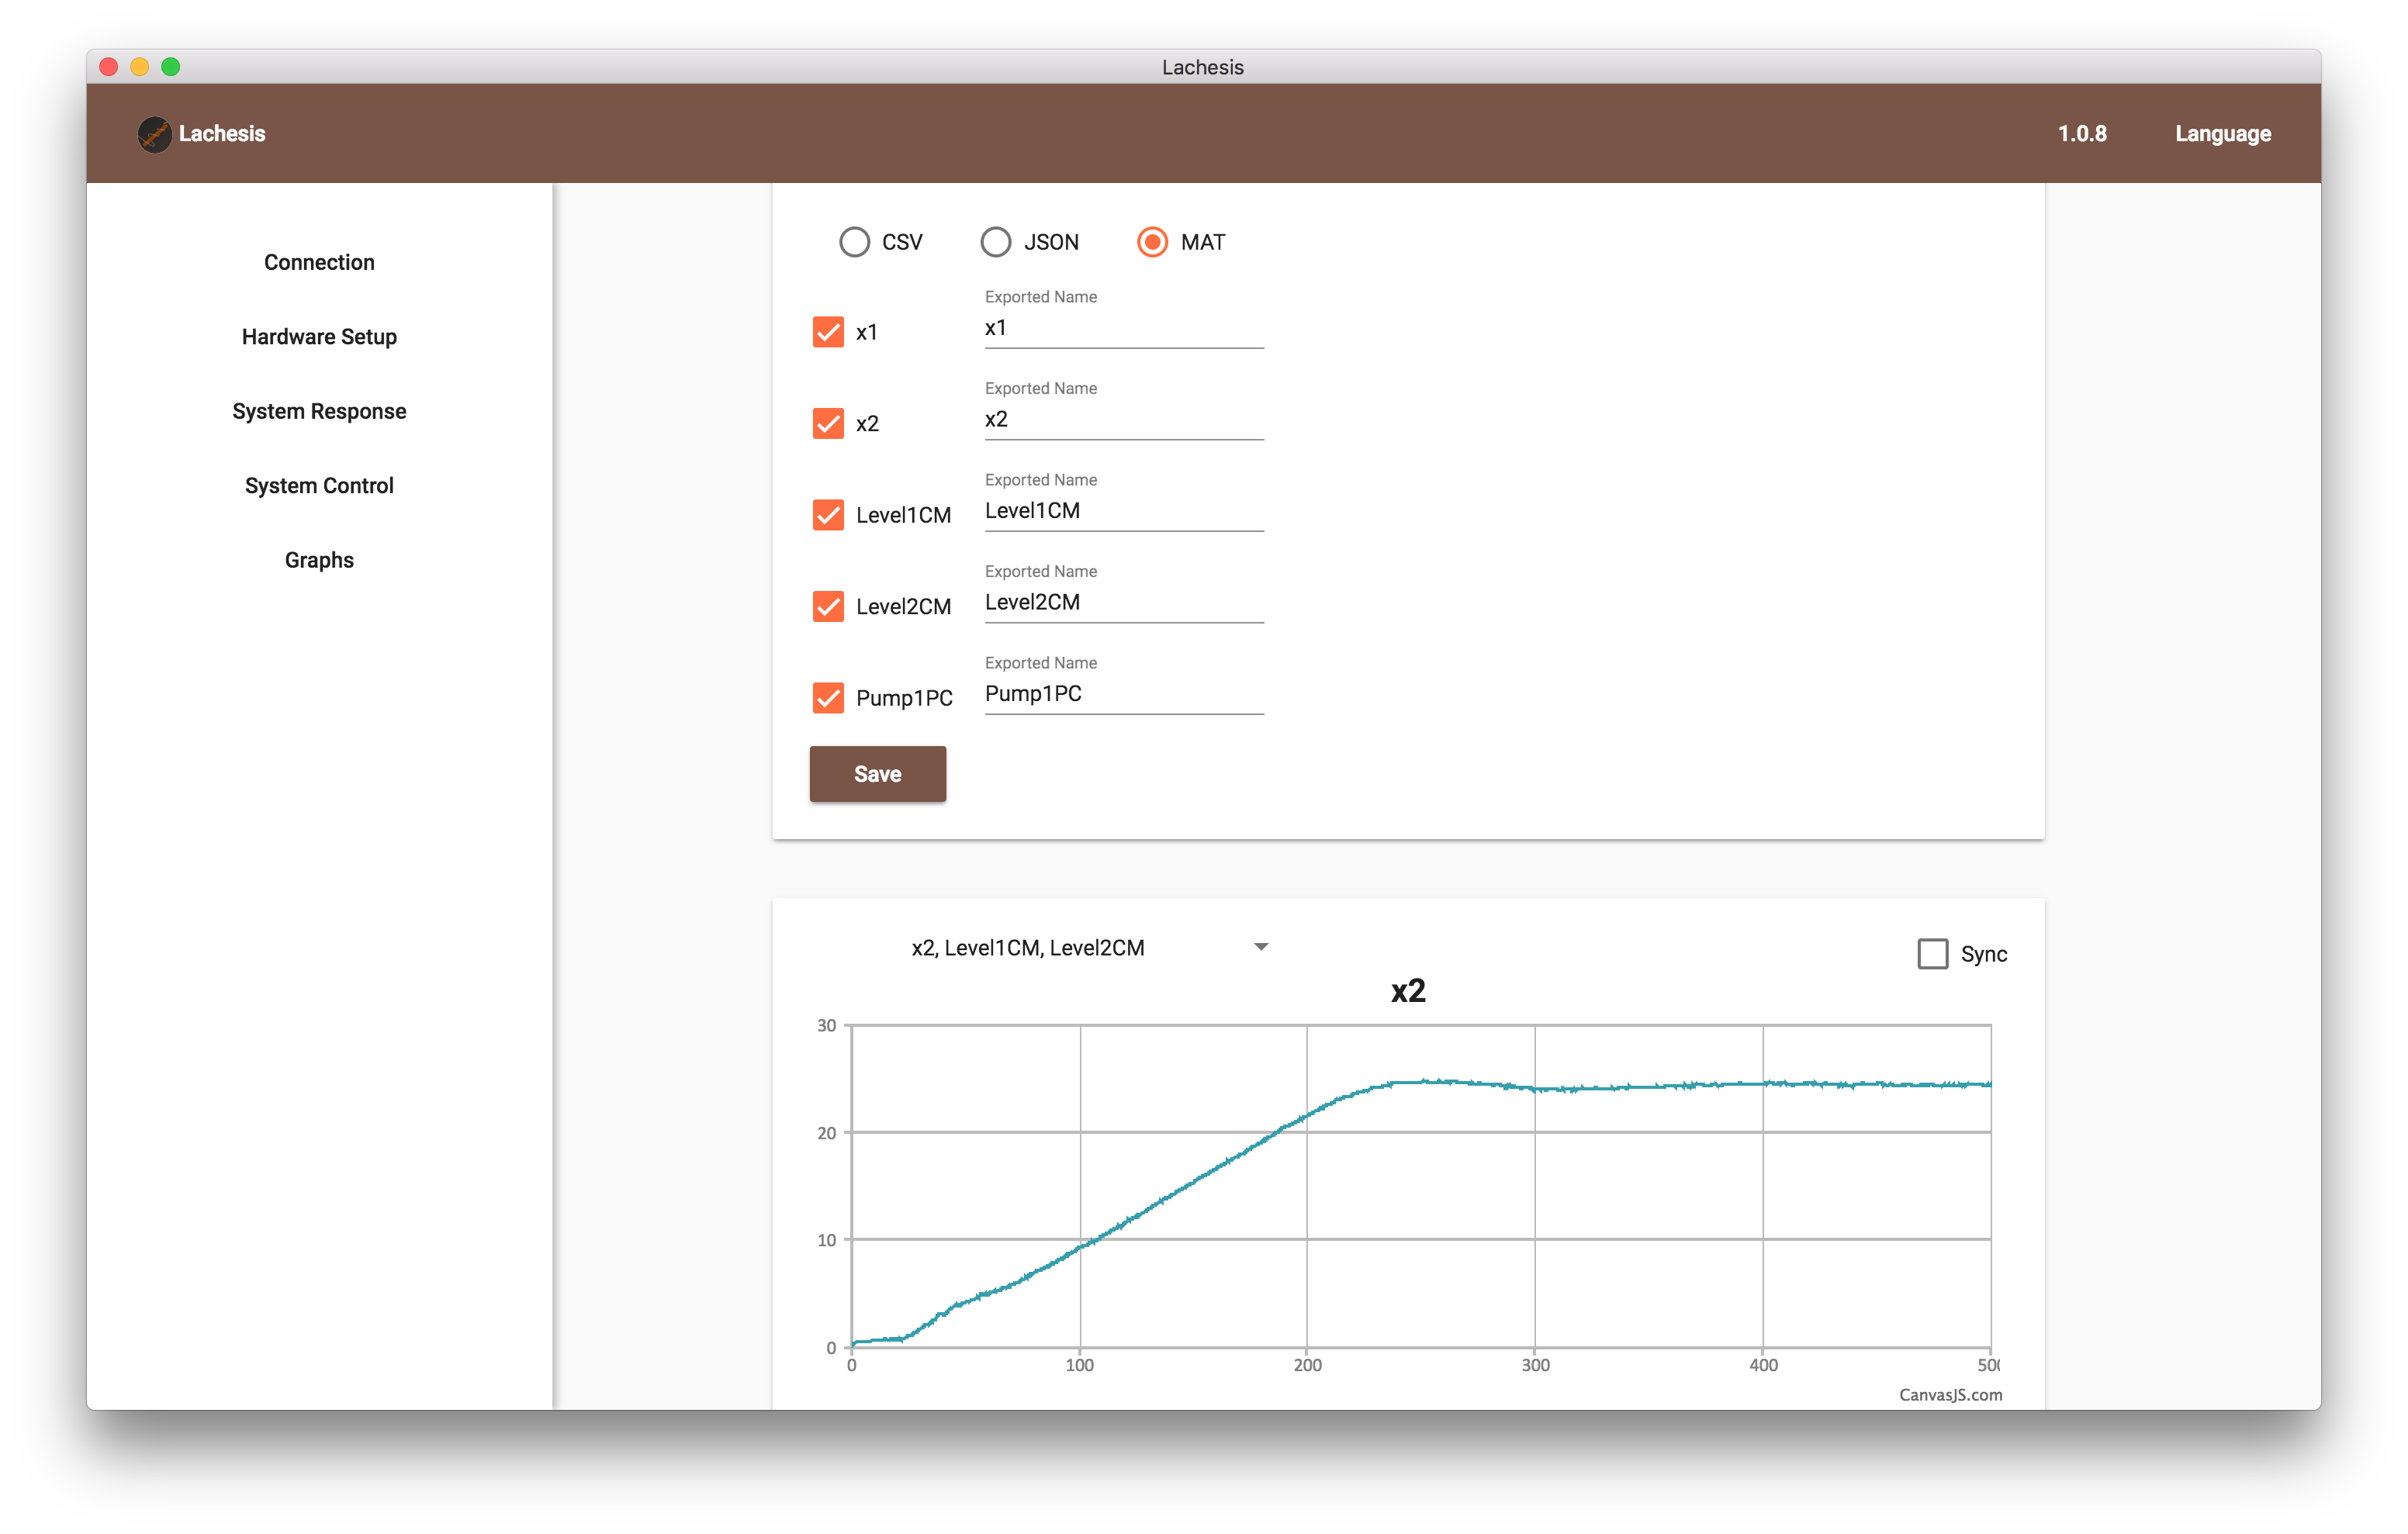 Lachesis
Lachesis
1.0.8
Language
Connection
Hardware Setup
System Response
System Control
Graphs
CSV
JSON
MAT
Exported Name
x1
x1
Exported Name
x2
x2
Exported Name
Level1CM
Level1CM
Exported Name
Level2CM
Level2CM
Exported Name
Pump1PC
Pump1PC
Save
x2, Level1CM, Level2CM
Sync
x2
30
20
10
0
0
100
200
300
400
500
CanvasJS.com